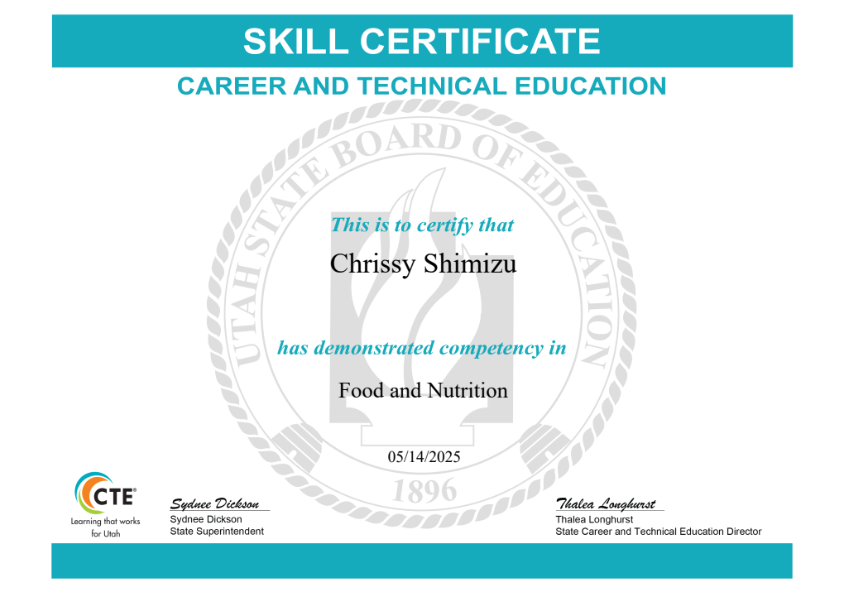 SKILL CERTIFICATE
CAREER AND TECHNICAL EDUCATION
UTAH STATE BOARD OF EDUCATION
This is to certify that
Chrissy Shimizu
has demonstrated competency in
Food and Nutrition
05/14/2025
1896
CTE®
Learning that works
for Utah
Sydnee Dickson
Sydnee Dickson
State Superintendent
Thalea Longhurst
Thalea Longhurst
State Career and Technical Education Director